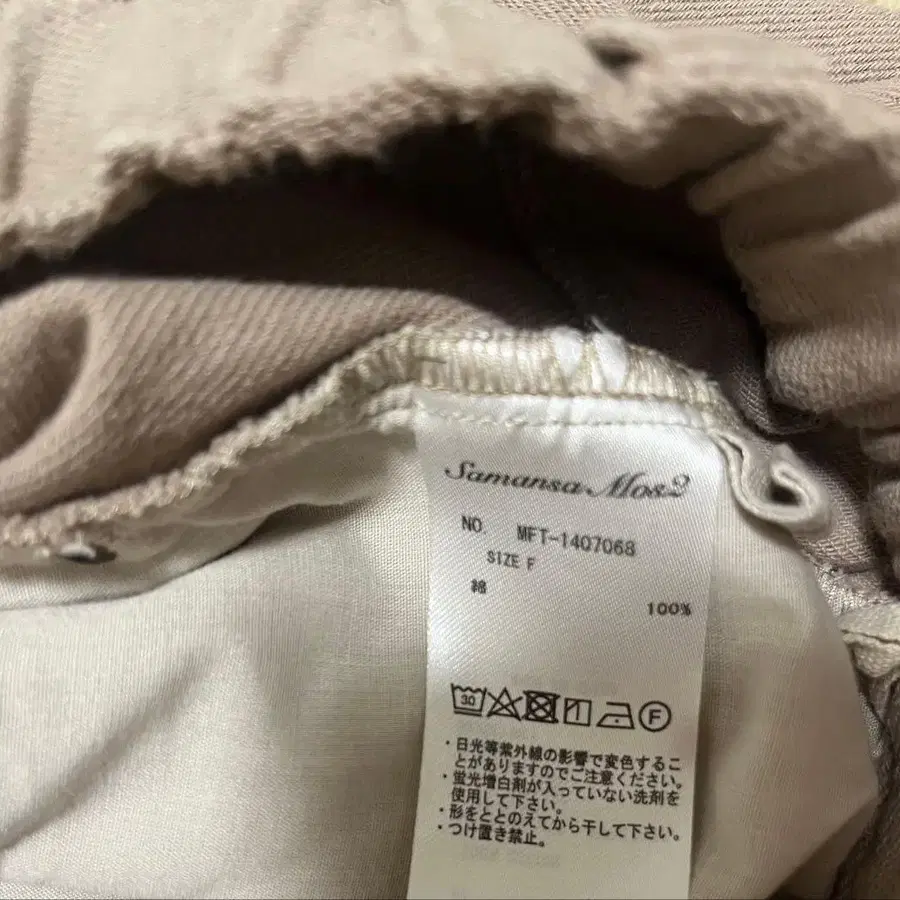 Samansa Mos2
NO. MFT-1407068
SIZE F
綿 100%
30 F
・日光等紫外線の影響で変色するこ
とがありますのでご注意ください。
・蛍光増白剤が入っていない洗剤を
使用して下さい。
・形をととのえてから干して下さい。
・つけ置き禁止。